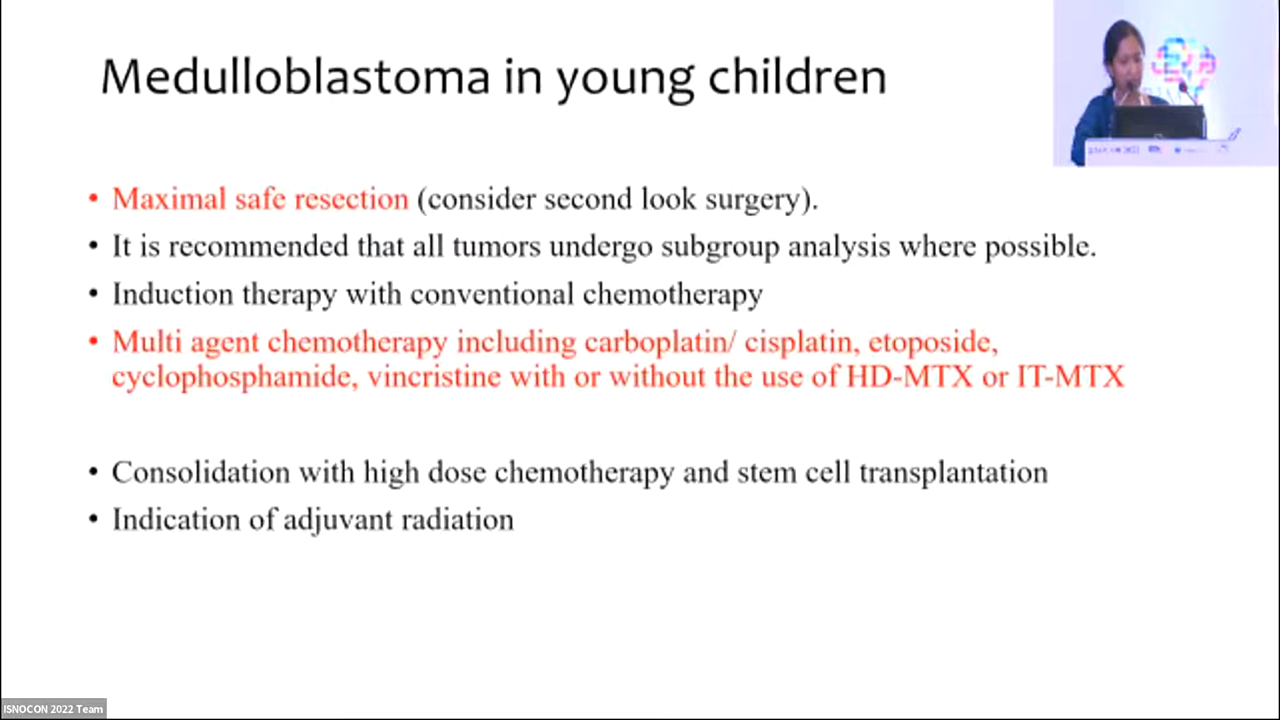 Medulloblastoma in young children
• Maximal safe resection (consider second look surgery).
• It is recommended that all tumors undergo subgroup analysis where possible.
• Induction therapy with conventional chemotherapy
• Multi agent chemotherapy including carboplatin/ cisplatin, etoposide,
cyclophosphamide, vincristine with or without the use of HD-MTX or IT-MTX
• Consolidation with high dose chemotherapy and stem cell transplantation
• Indication of adjuvant radiation
ISNOCON 2022 Team